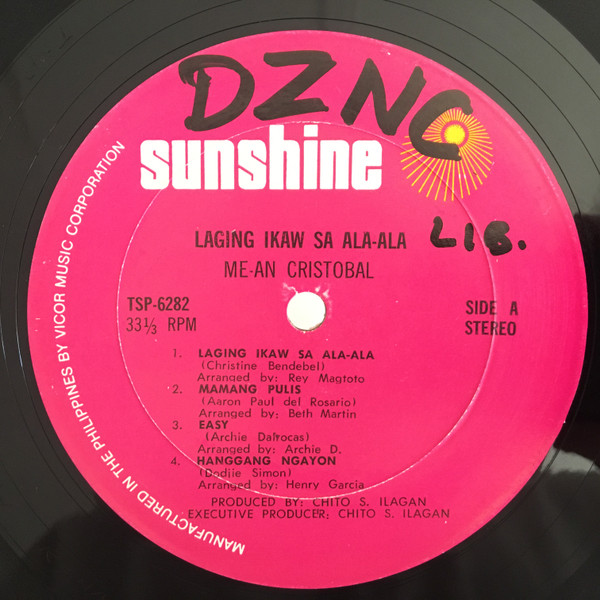 DZNC
sunshine
LIB.
LAGING IKAW SA ALA-ALA
ME-AN CRISTOBAL
TSP-6282
33⅓ RPM
SIDE A
STEREO
1. LAGING IKAW SA ALA-ALA
(Christine Bendebel)
Arranged by: Rey Magtoto
2. MAMANG PULIS
(Aaron Paul del Rosario)
Arranged by: Beth Martin
3. EASY
(Archie Dairocas)
Arranged by: Archie D.
4. HANGGANG NGAYON
(Dodjie Simon)
Arranged by: Henry Garcia
PRODUCED BY: CHITO S. ILAGAN
EXECUTIVE PRODUCER: CHITO S. ILAGAN
MANUFACTURED IN THE PHILIPPINES BY VICOR MUSIC CORPORATION